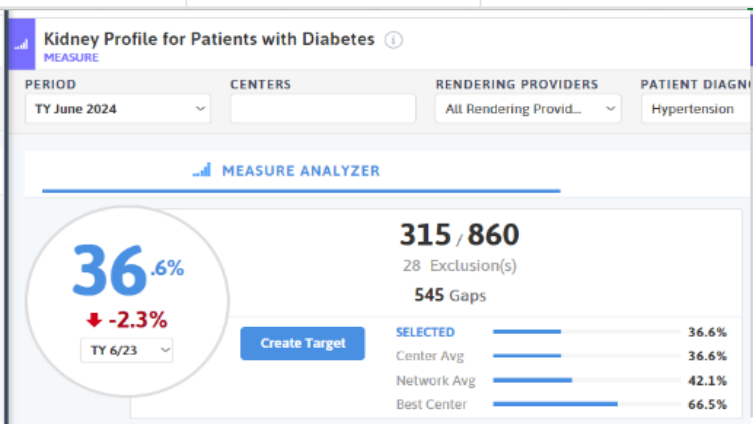 Kidney Profile for Patients with Diabetes
MEASURE
PERIOD CENTERS RENDERING PROVIDERS PATIENT DIAGN
TY June 2024 All Rendering Provid... Hypertension
MEASURE ANALYZER
36.6%
-2.3%
TY 6/23
315 / 860
28 Exclusion(s)
545 Gaps
Create Target
SELECTED 36.6%
Center Avg 36.6%
Network Avg 42.1%
Best Center 66.5%